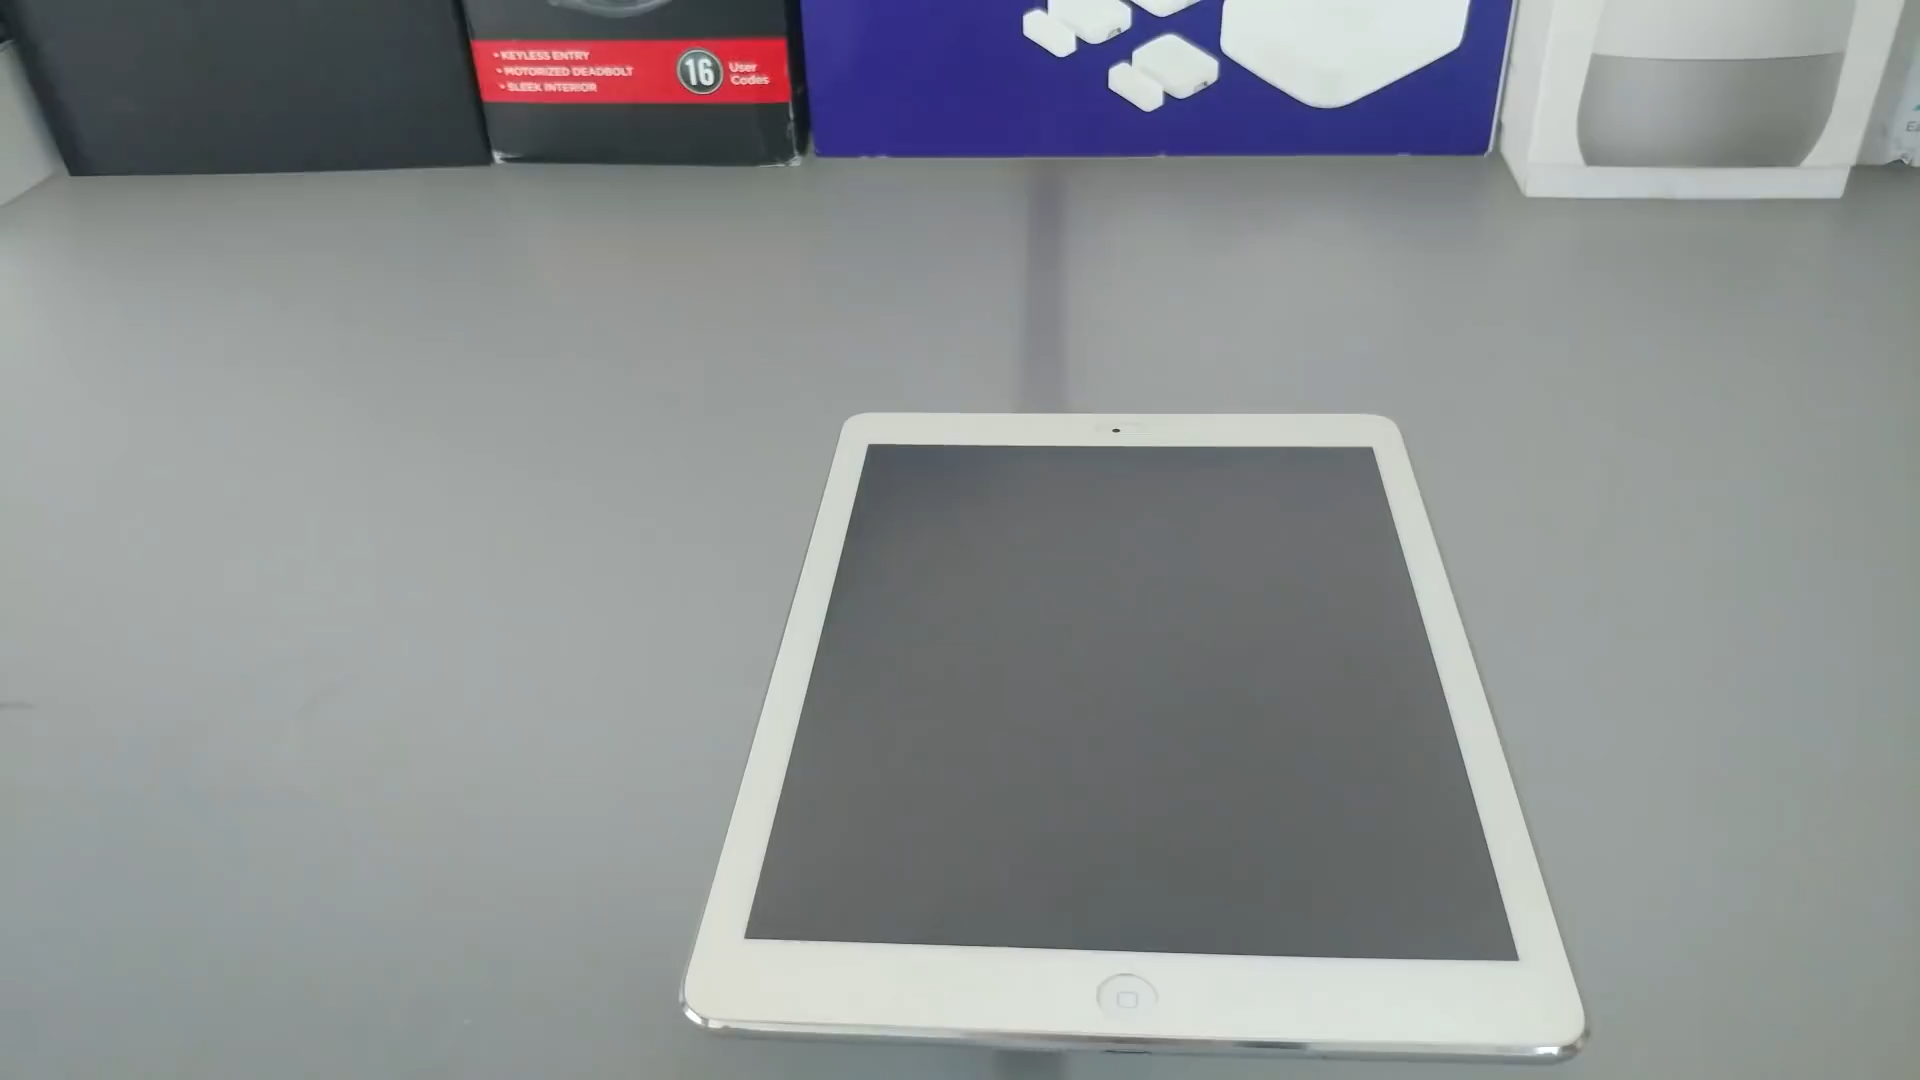 • KEYLESS ENTRY
• MOTORIZED DEADBOLT
• SLEEK INTERIOR
16 User
Codes